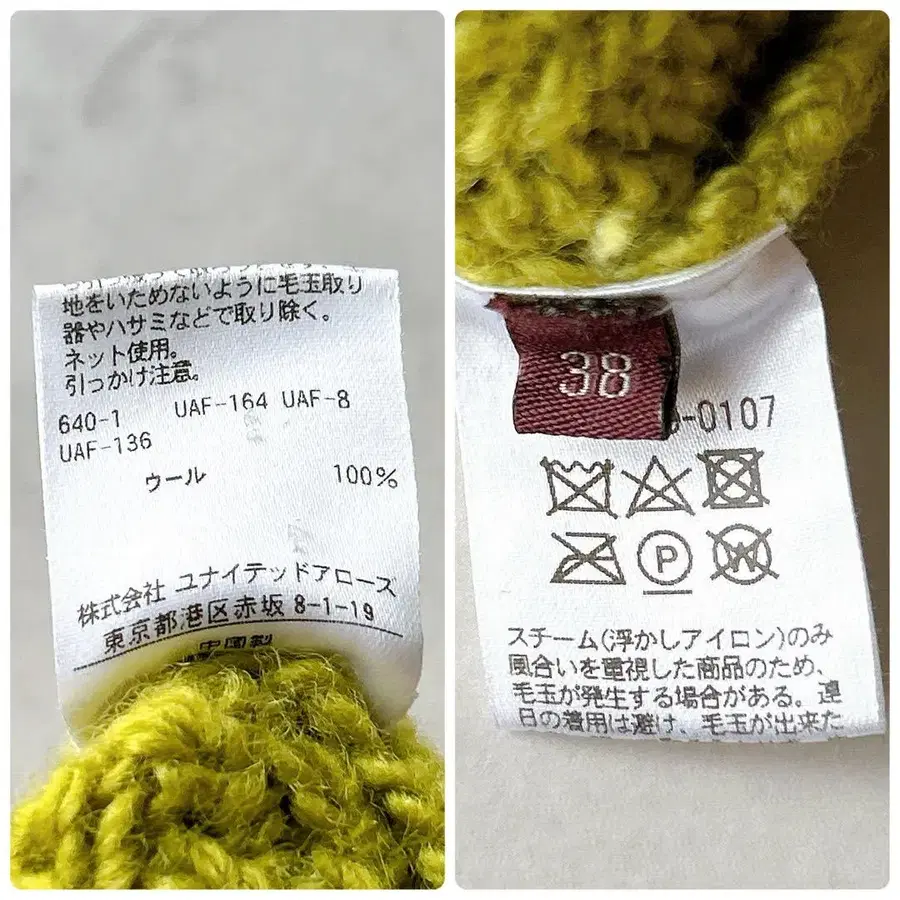 地をいためないように毛玉取り
器やハサミなどで取り除く。
ネット使用。
引っかけ注意。
640-1 UAF-164 UAF-8
UAF-136
ウール 100%
株式会社 ユナイテッドアローズ
東京都港区赤坂 8-1-19
中国製
38
-0107
P
W
スチーム(浮かしアイロン)のみ
風合いを重視した商品のため、
毛玉が発生する場合がある。連
日の着用は避け、毛玉が出来た